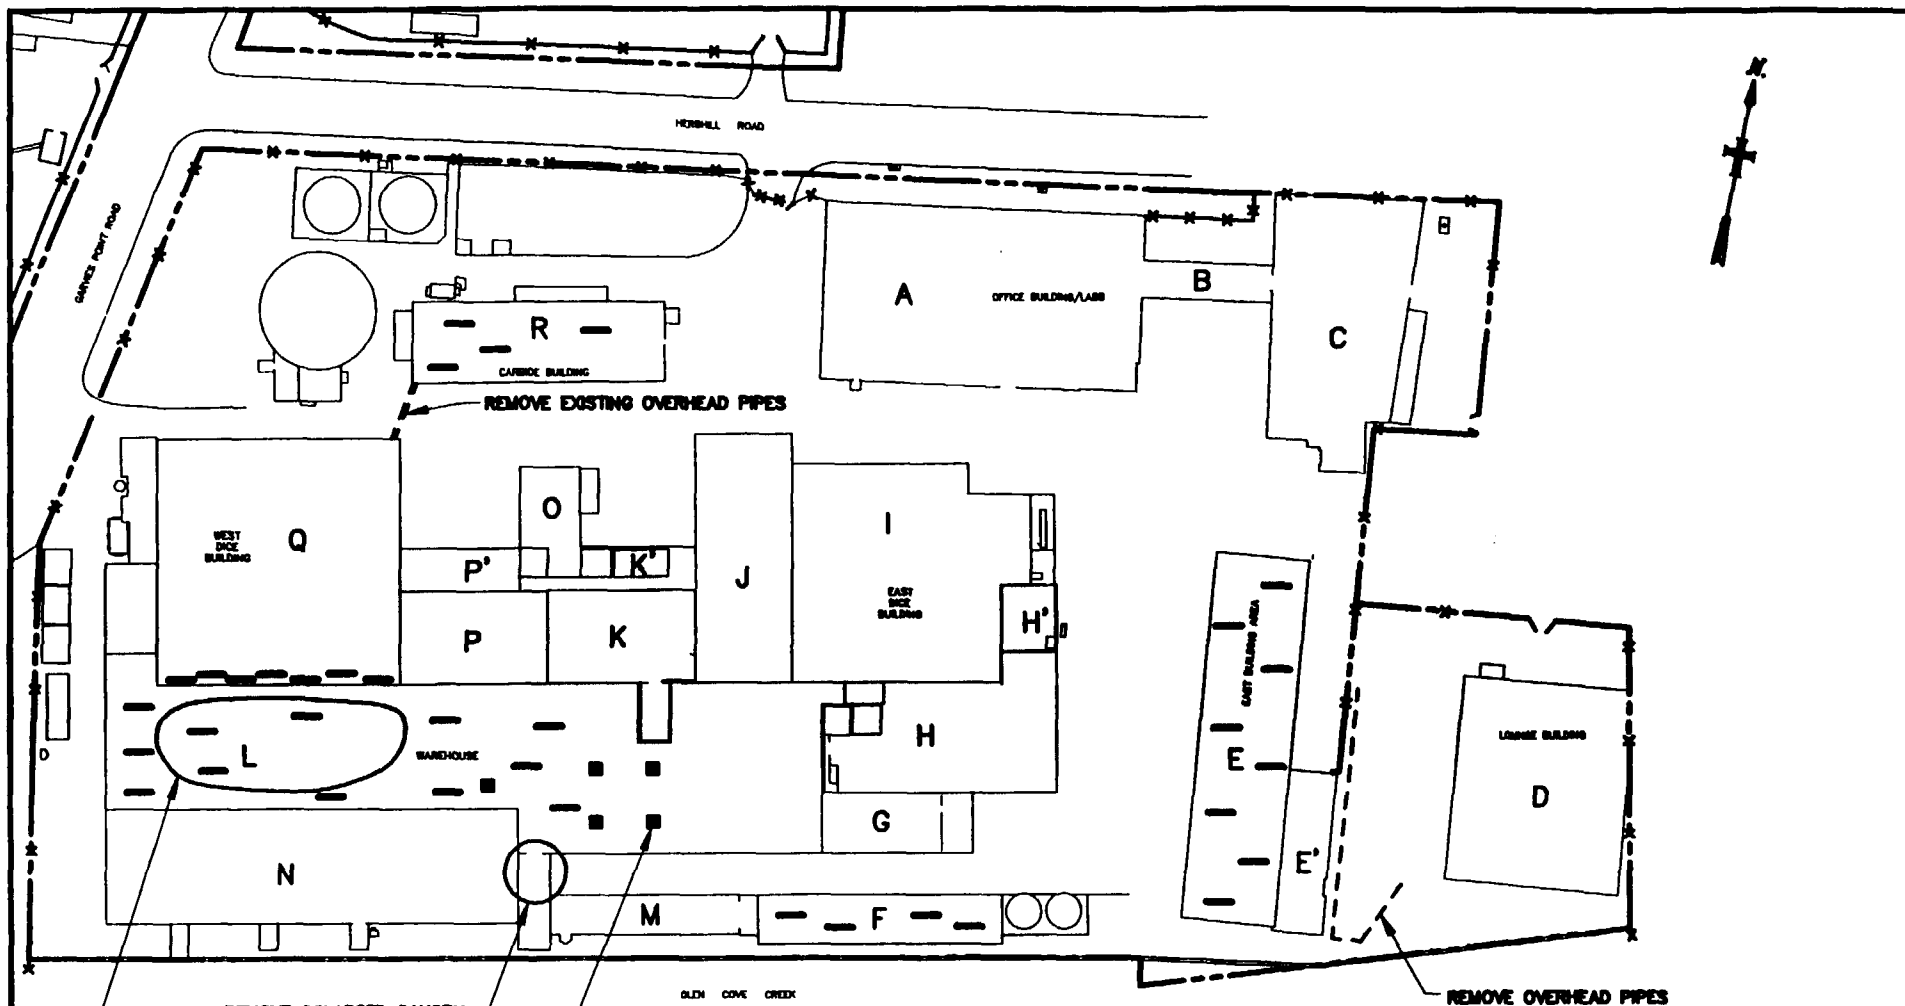 N.
HERBHILL ROAD
GARVIES POINT ROAD
A
OFFICE BUILDING/LABS
B
C
R
CARBIDE BUILDING
REMOVE EXISTING OVERHEAD PIPES
Q
WEST
DICE
BUILDING
O
P'
K'
P
K
J
I
EAST
DICE
BUILDING
H'
EAST BUILDING AREA
E
E'
LOUNGE BUILDING
D
L
WAREHOUSE
H
G
N
M
F
GLEN COVE CREEK
REMOVE OVERHEAD PIPES